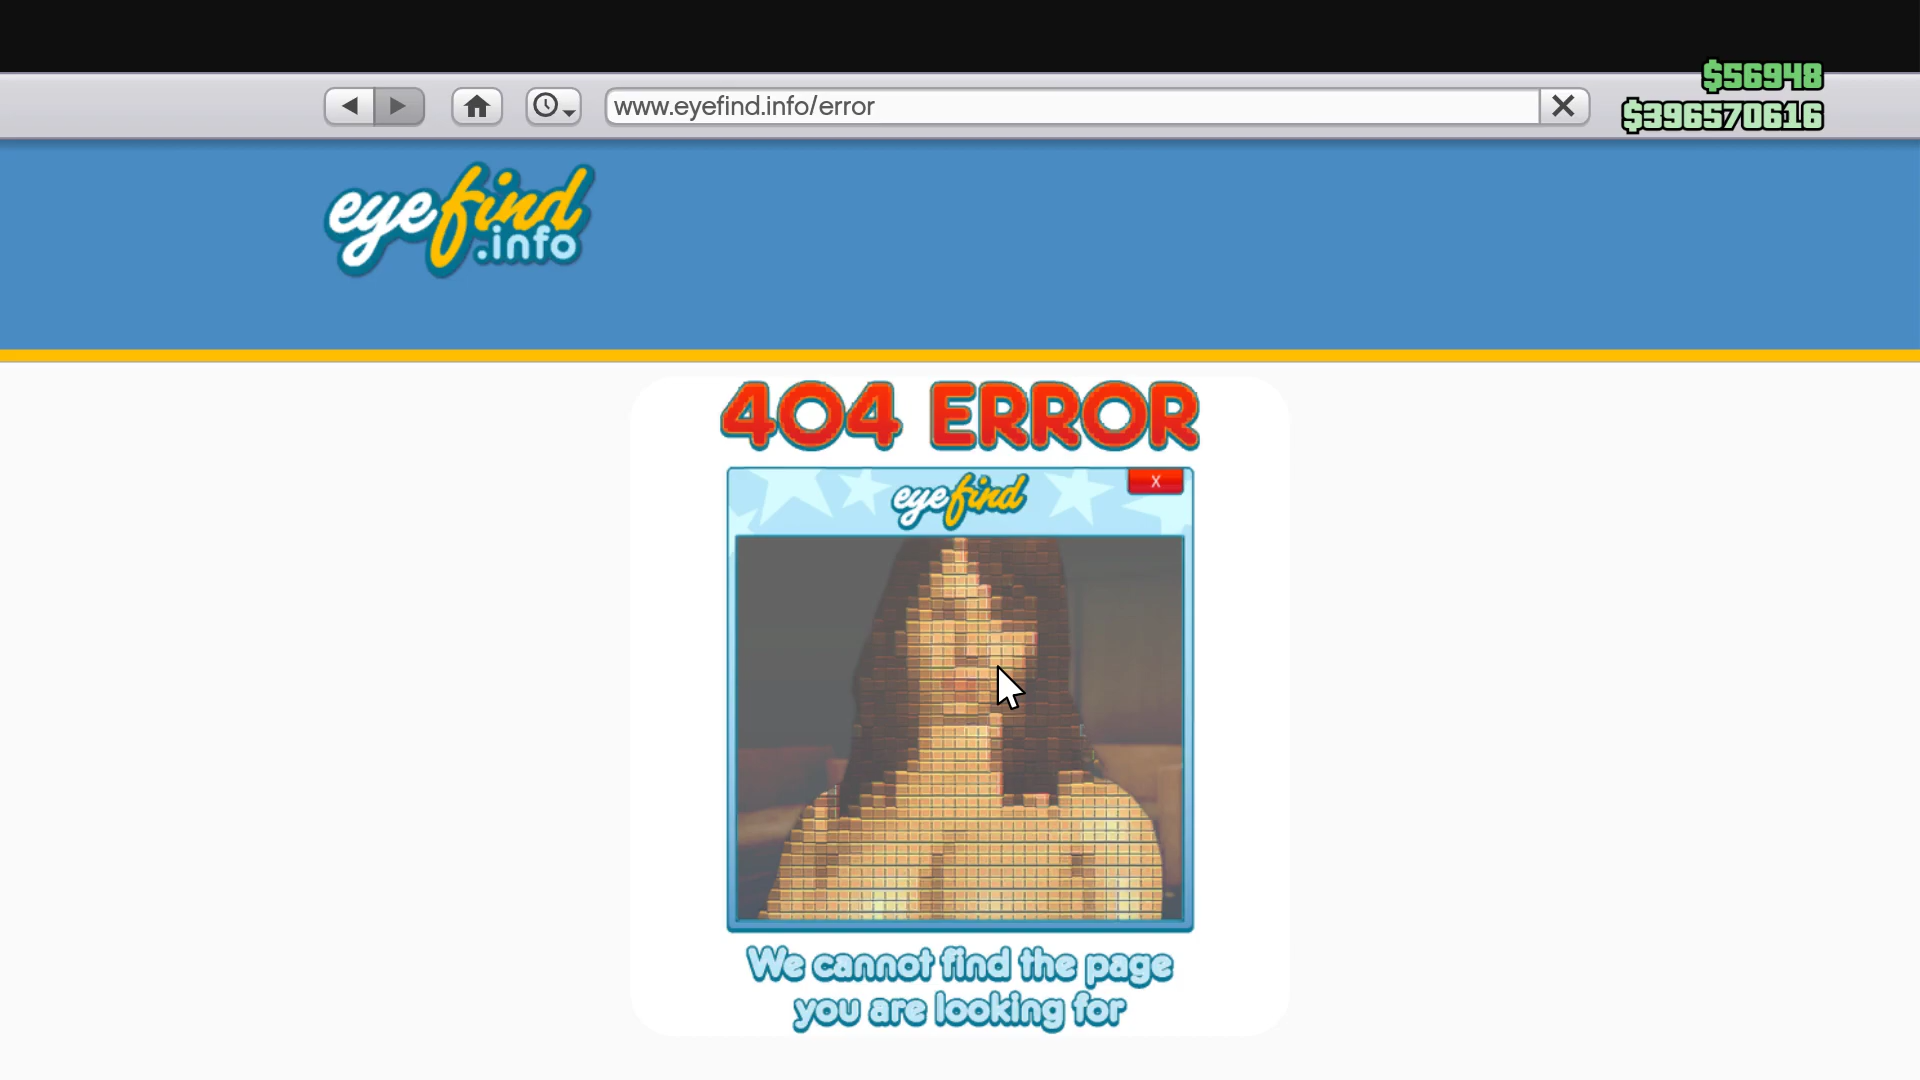 www.eyefind.info/error
$56948
$396570616
eyefind
.info
404 ERROR
eyefind
X
We cannot find the page
you are looking for